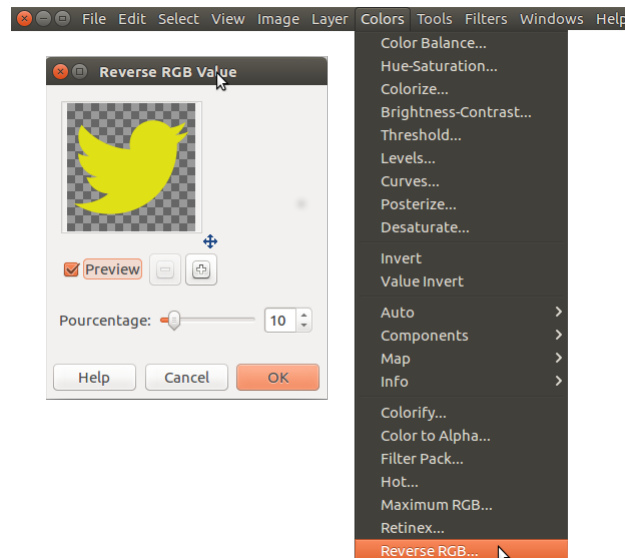 File Edit Select View Image Layer Colors Tools Filters Windows Help
Reverse RGB Value
Preview
Pourcentage: 10
Help Cancel OK
Color Balance...
Hue-Saturation...
Colorize...
Brightness-Contrast...
Threshold...
Levels...
Curves...
Posterize...
Desaturate...
Invert
Value Invert
Auto
Components
Map
Info
Colorify...
Color to Alpha...
Filter Pack...
Hot...
Maximum RGB...
Retinex...
Reverse RGB...